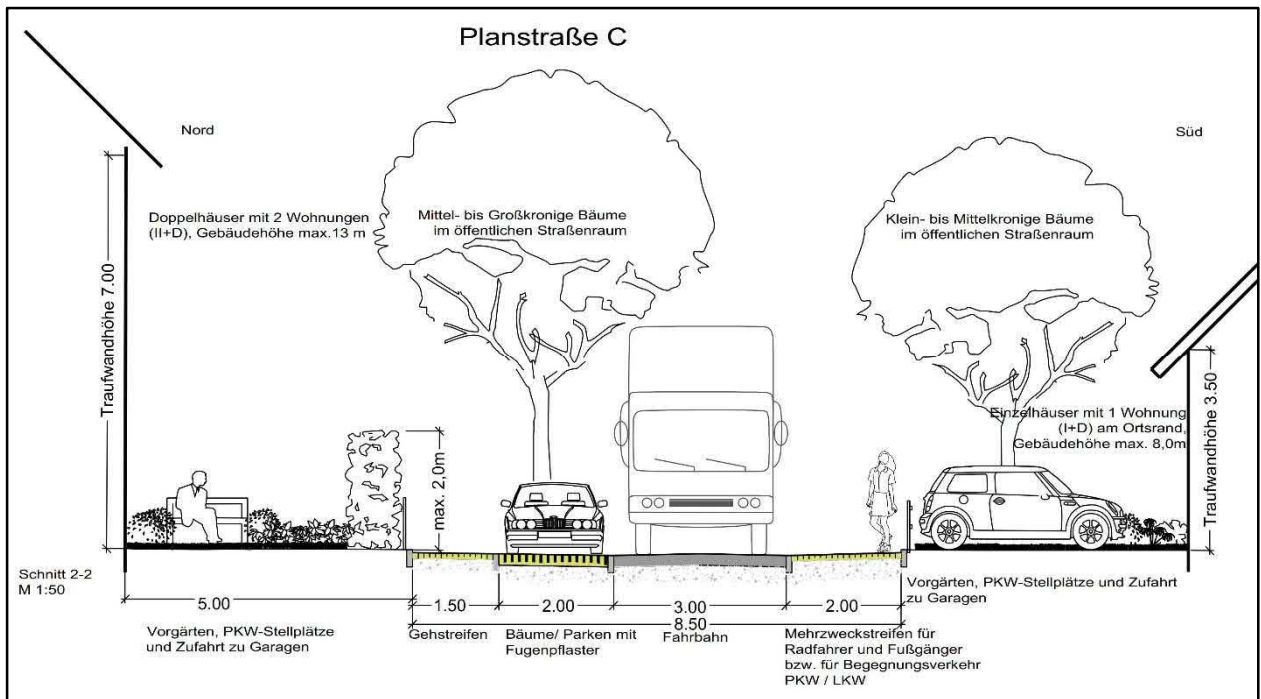 Planstraße C
Nord
Süd
Doppelhäuser mit 2 Wohnungen
(II+D), Gebäudehöhe max.13 m
Mittel- bis Großkronige Bäume
im öffentlichen Straßenraum
Klein- bis Mittelkronige Bäume
im öffentlichen Straßenraum
Traufwandhöhe 7.00
max. 2,0m
Einzelhäuser mit 1 Wohnung
(I+D) am Ortsrand,
Gebäudehöhe max. 8,0m
Traufwandhöhe 3.50
Schnitt 2-2
M 1:50
5.00
1.50
2.00
3.00
2.00
8.50
Vorgärten, PKW-Stellplätze
und Zufahrt zu Garagen
Gehstreifen
Bäume/ Parken mit
Fugenpflaster
Fahrbahn
Mehrzweckstreifen für
Radfahrer und Fußgänger
bzw. für Begegnungsverkehr
PKW / LKW
Vorgärten, PKW-Stellplätze und Zufahrt
zu Garagen